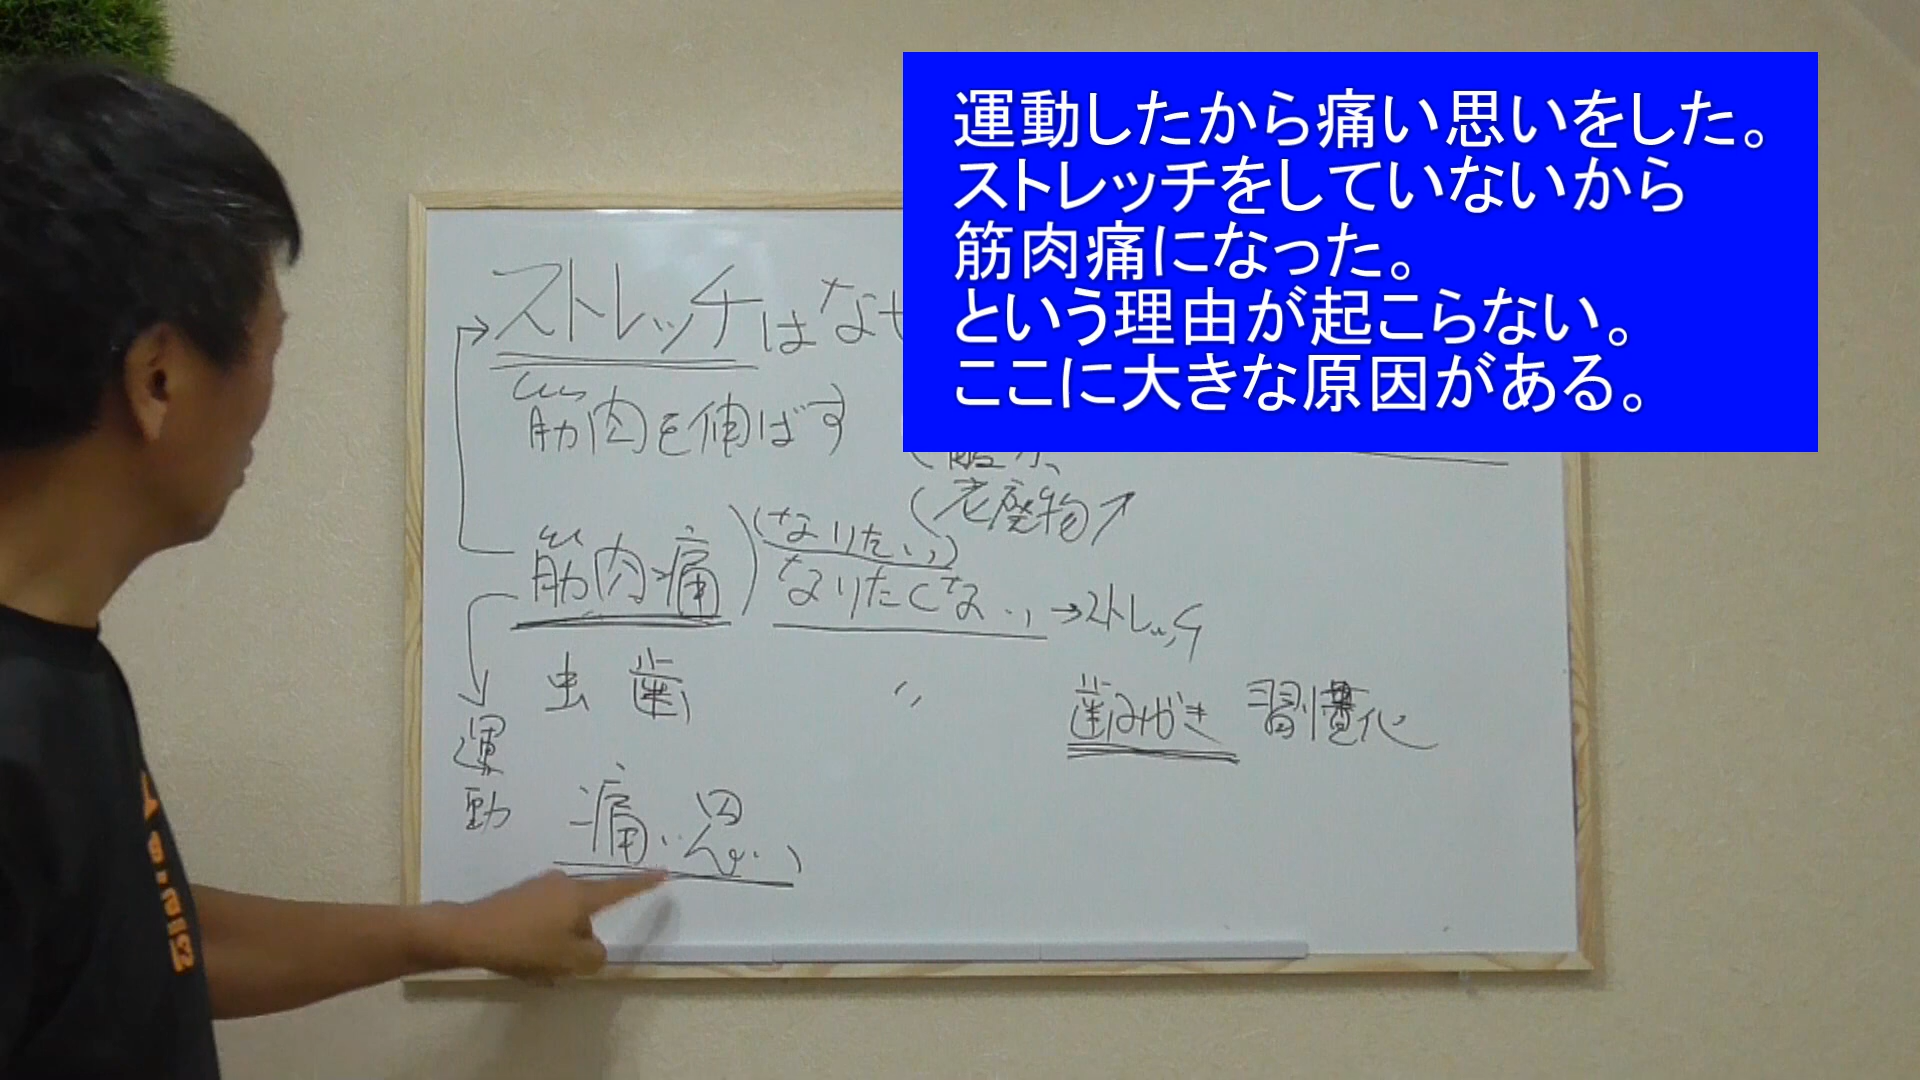 運動したから痛い思いをした。
ストレッチをしていないから
筋肉痛になった。
という理由が起こらない。
ここに大きな原因がある。
ストレッチはなぜ
筋肉を伸ばす
老廃物↑
筋肉痛 (なりたい)
なりたくない→ストレッチ
虫歯 〃 歯みがき 習慣化
運動
痛い思い